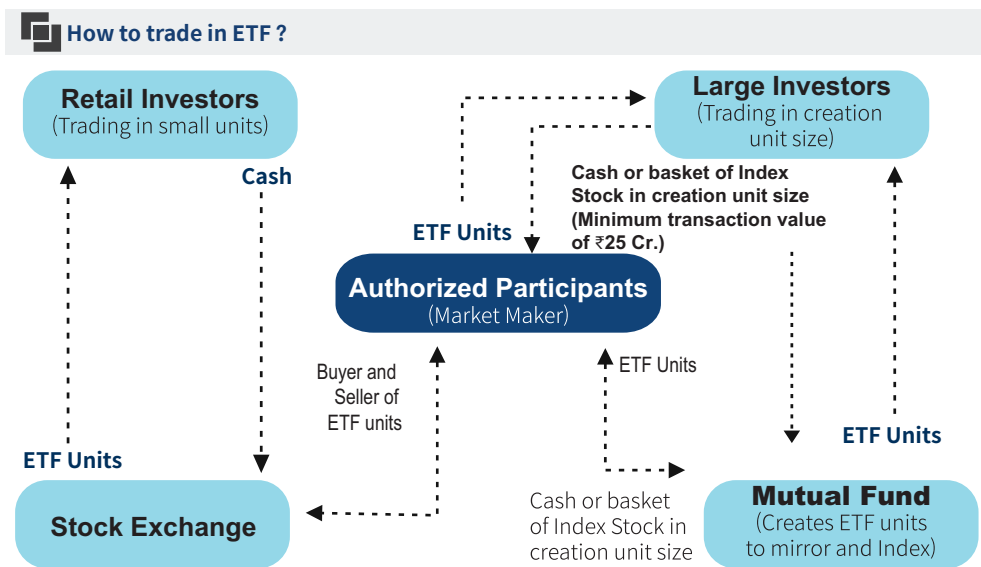 How to trade in ETF ?
Retail Investors
(Trading in small units)
Large Investors
(Trading in creation
unit size)
Cash
Cash or basket of Index
Stock in creation unit size
(Minimum transaction value
of ₹25 Cr.)
ETF Units
Authorized Participants
(Market Maker)
Buyer and
Seller of
ETF units
ETF Units
ETF Units
ETF Units
Stock Exchange
Cash or basket
of Index Stock in
creation unit size
Mutual Fund
(Creates ETF units
to mirror and Index)